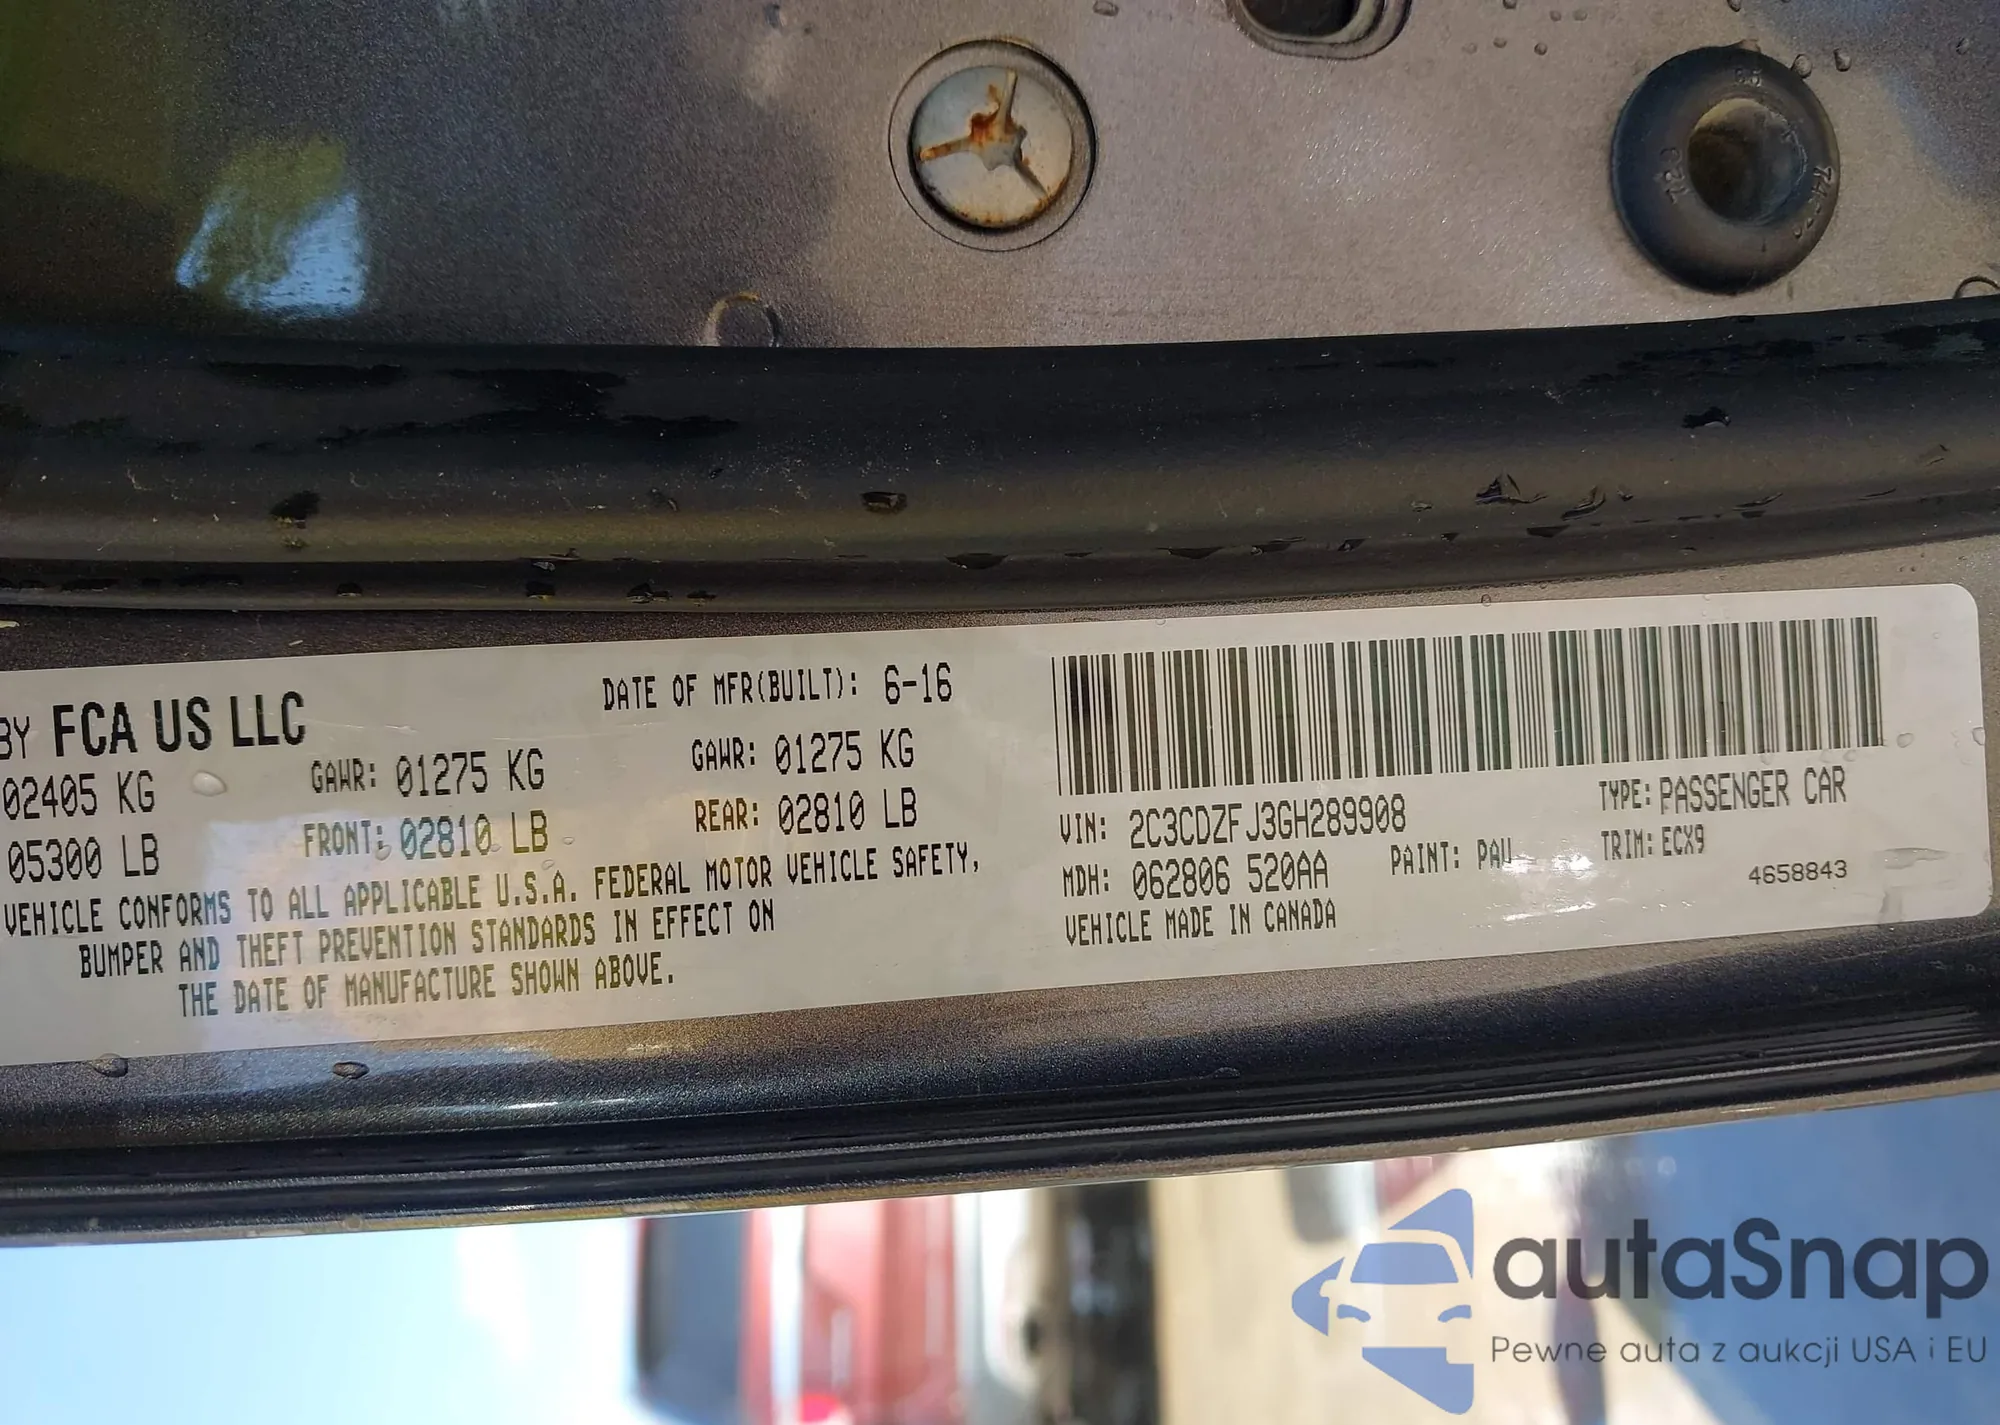 BY FCA US LLC
DATE OF MFR(BUILT): 6-16
02405 KG GAWR: 01275 KG GAWR: 01275 KG
05300 LB FRONT: 02810 LB REAR: 02810 LB
VEHICLE CONFORMS TO ALL APPLICABLE U.S.A. FEDERAL MOTOR VEHICLE SAFETY,
BUMPER AND THEFT PREVENTION STANDARDS IN EFFECT ON
THE DATE OF MANUFACTURE SHOWN ABOVE.
VIN: 2C3CDZFJ3GH289908 TYPE: PASSENGER CAR
MDH: 062806 520AA PAINT: PAU TRIM: ECX9
VEHICLE MADE IN CANADA 4658843
autaSnap
Pewne auta z aukcji USA i EU